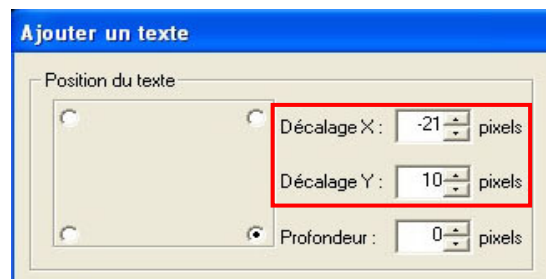 Ajouter un texte
Position du texte
Décalage X : -21 pixels
Décalage Y : 10 pixels
Profondeur : 0 pixels